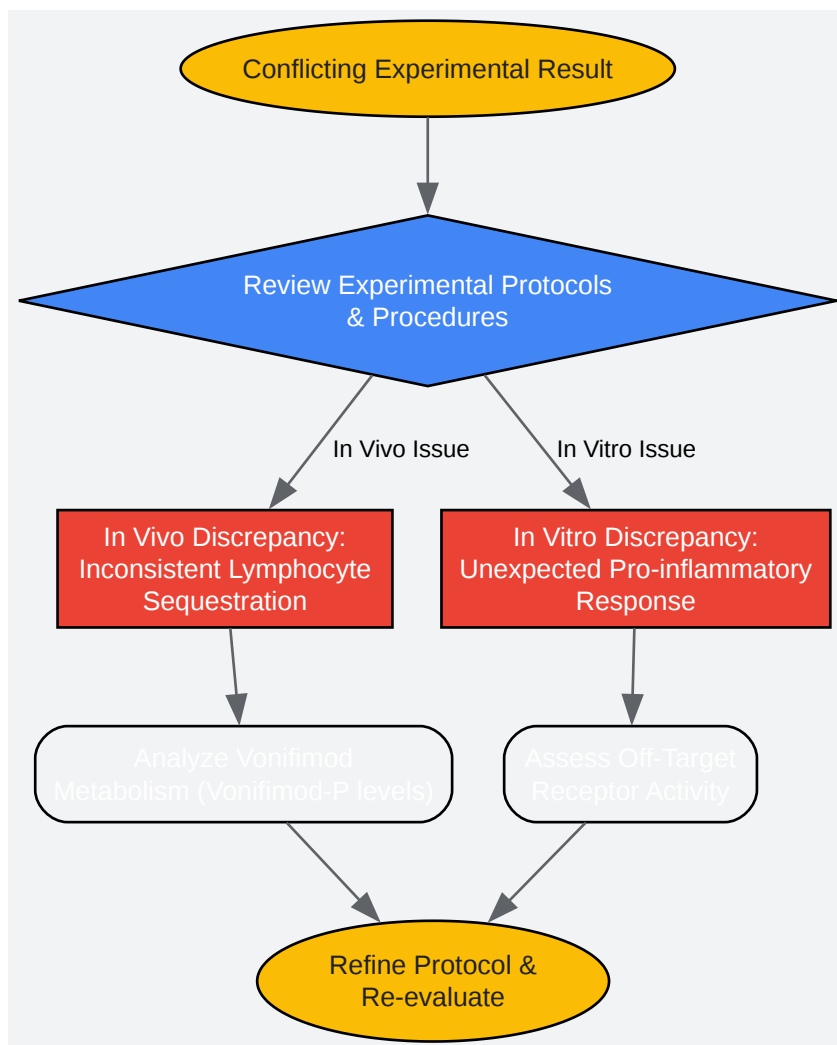 Conflicting Experimental Result
Review Experimental Protocols
& Procedures
In Vivo Issue
In Vitro Issue
In Vivo Discrepancy:
Inconsistent Lymphocyte
Sequestration
In Vitro Discrepancy:
Unexpected Pro-inflammatory
Response
Analyze Vonifimod
Metabolism (Vonifimod-P levels)
Assess Off-Target
Receptor Activity
Refine Protocol &
Re-evaluate